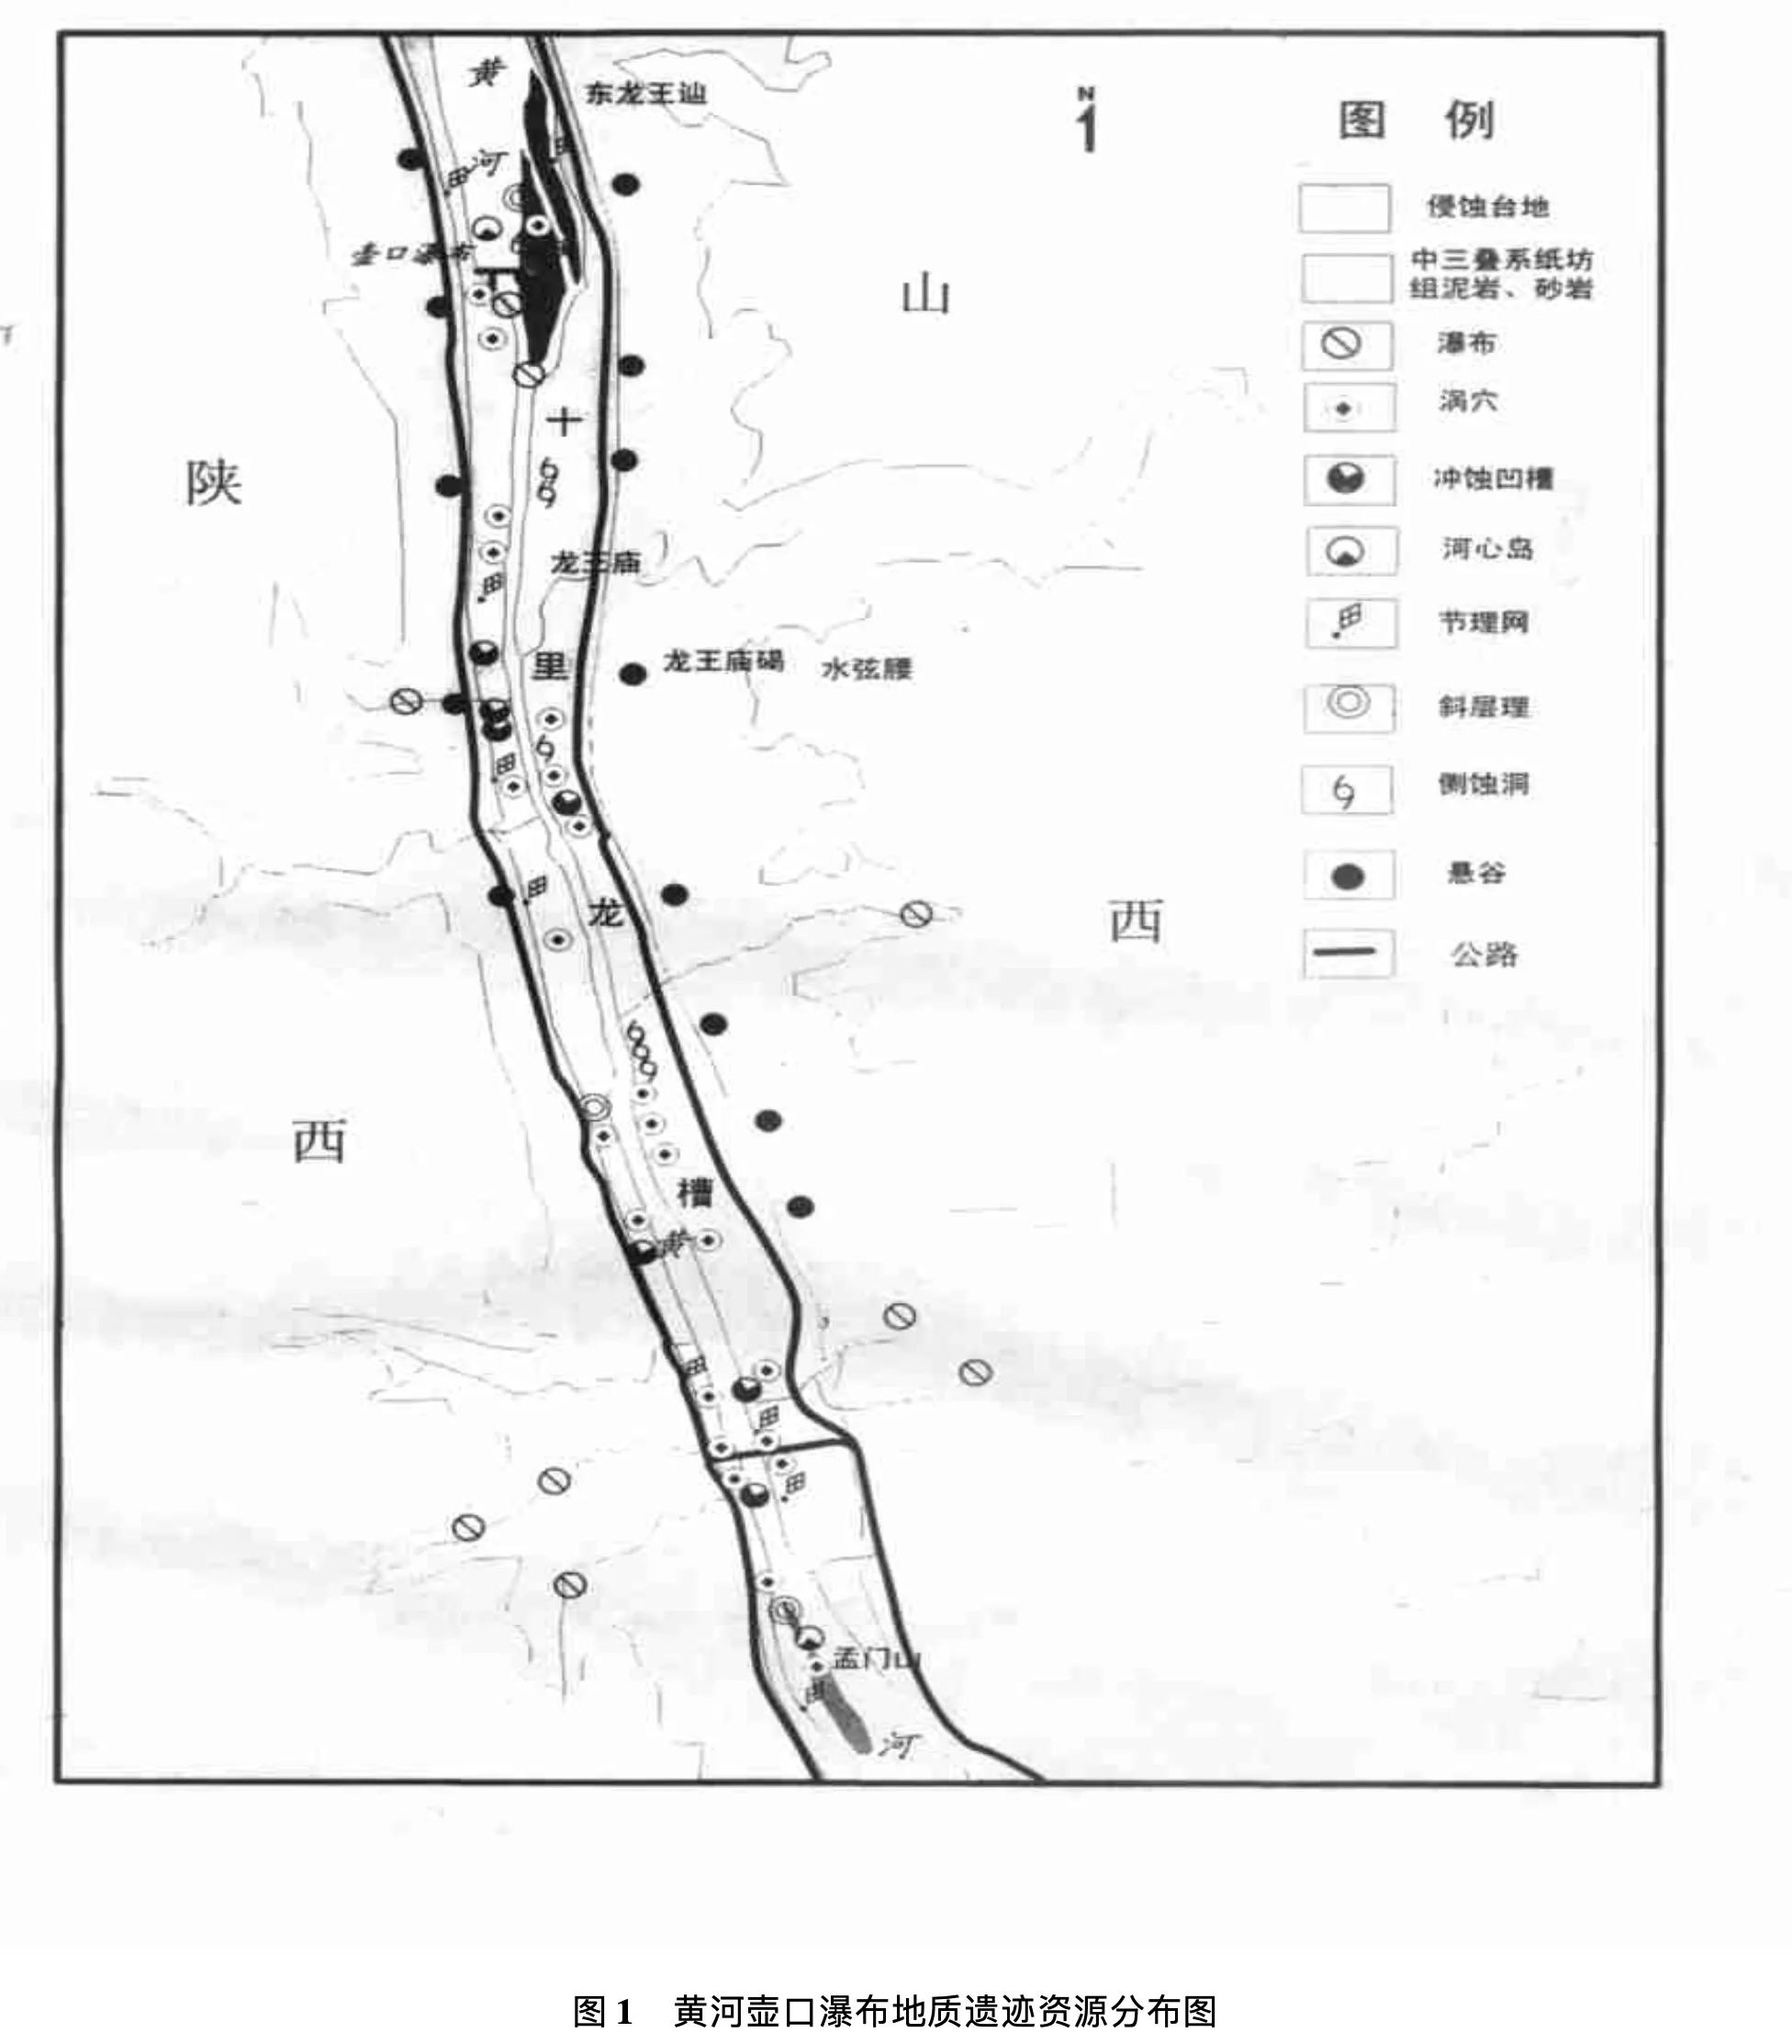 黄
东龙王辿
N
图 例
河
侵蚀台地
壶口瀑布
中三叠系纸坊
组泥岩、砂岩
山
瀑布
涡穴
十
陕
冲蚀凹槽
龙王庙
河心岛
节理网
里
龙王庙碣
水弦腰
斜层理
侧蚀洞
悬谷
龙
西
公路
西
槽
黄
孟门山
河
图 1 黄河壶口瀑布地质遗迹资源分布图